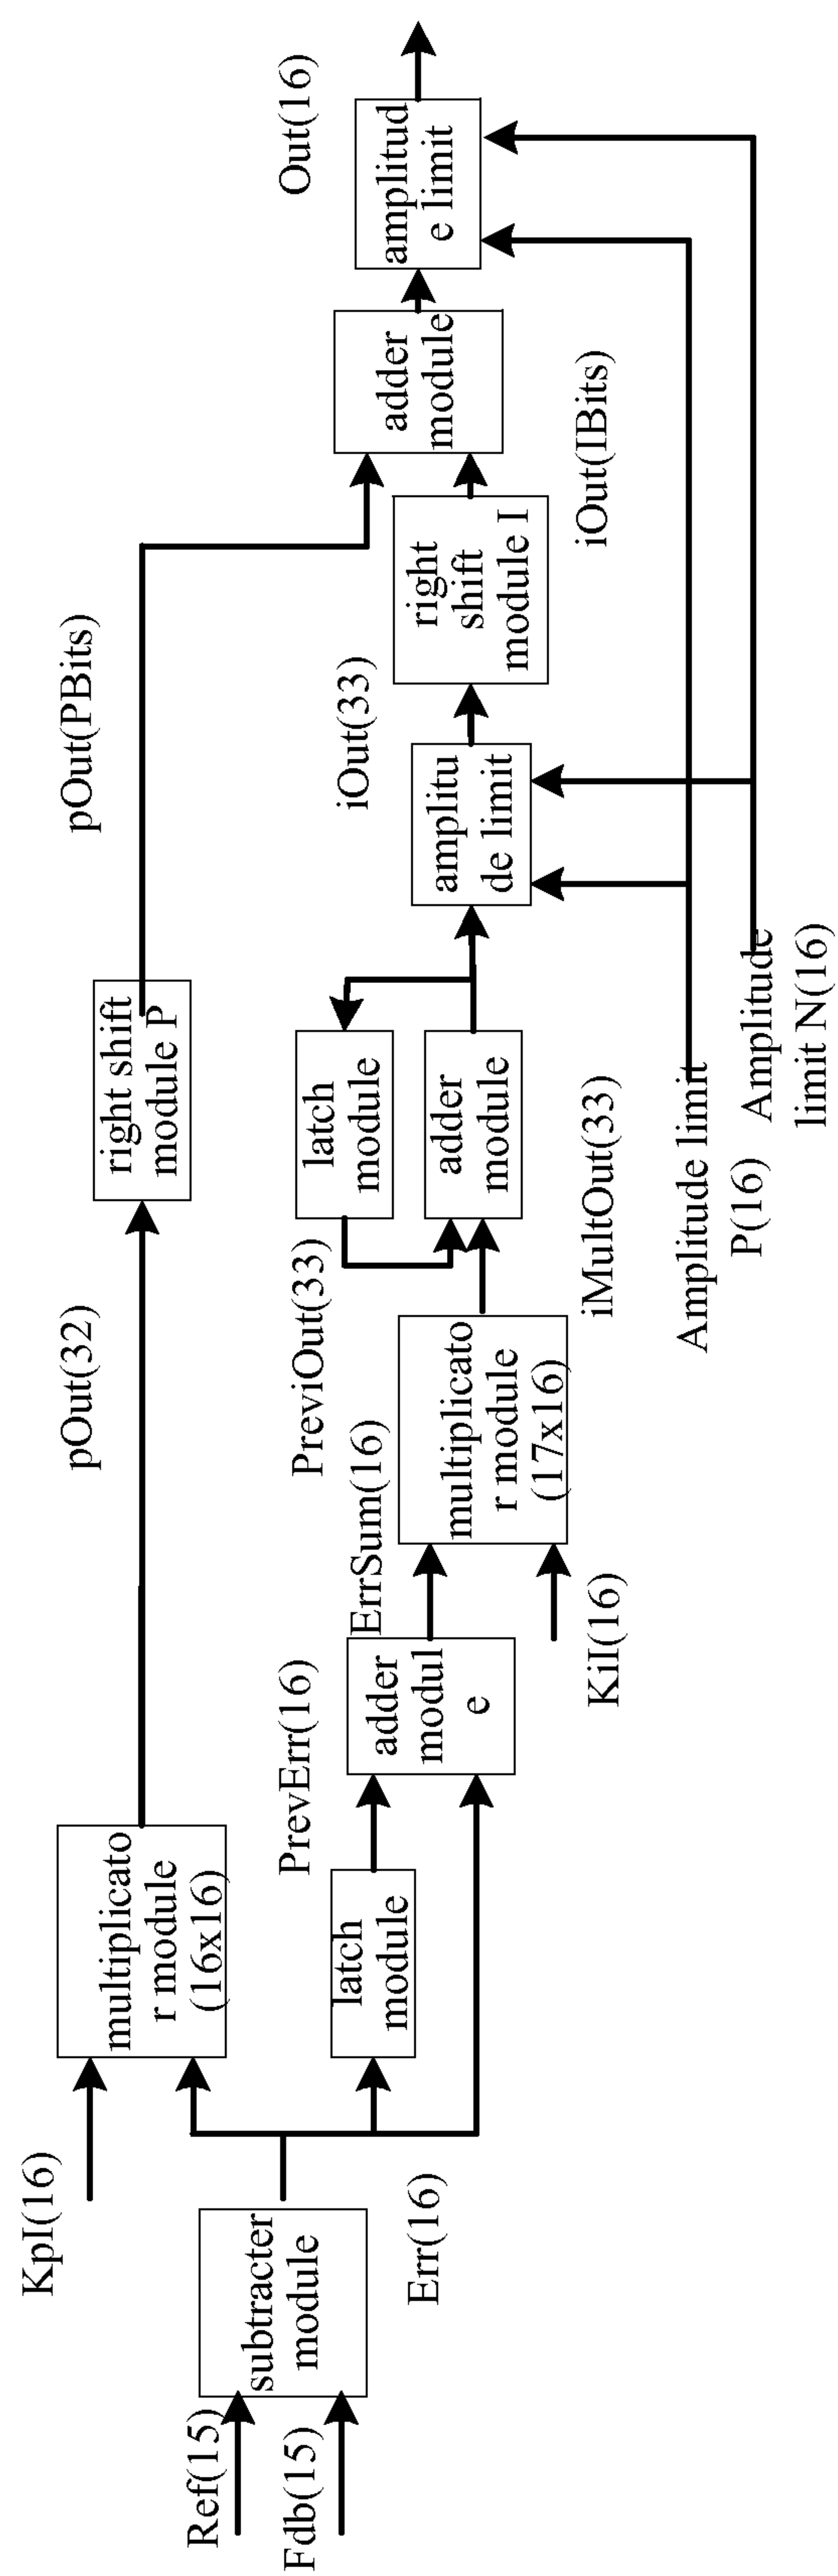 Ref(15)
Fdb(15)
subtracter
module
Err(16)
KpI(16)
multiplicato
r module
(16x16)
pOut(32)
right shift
module P
pOut(PBits)
latch
module
PrevErr(16)
adder
modul
e
ErrSum(16)
KiI(16)
multiplicato
r module
(17x16)
iMultOut(33)
PreviOut(33)
latch
module
adder
module
amplitu
de limit
iOut(33)
right
shift
module I
iOut(IBits)
adder
module
amplitud
e limit
Out(16)
Amplitude limit
P(16)
Amplitude
limit N(16)